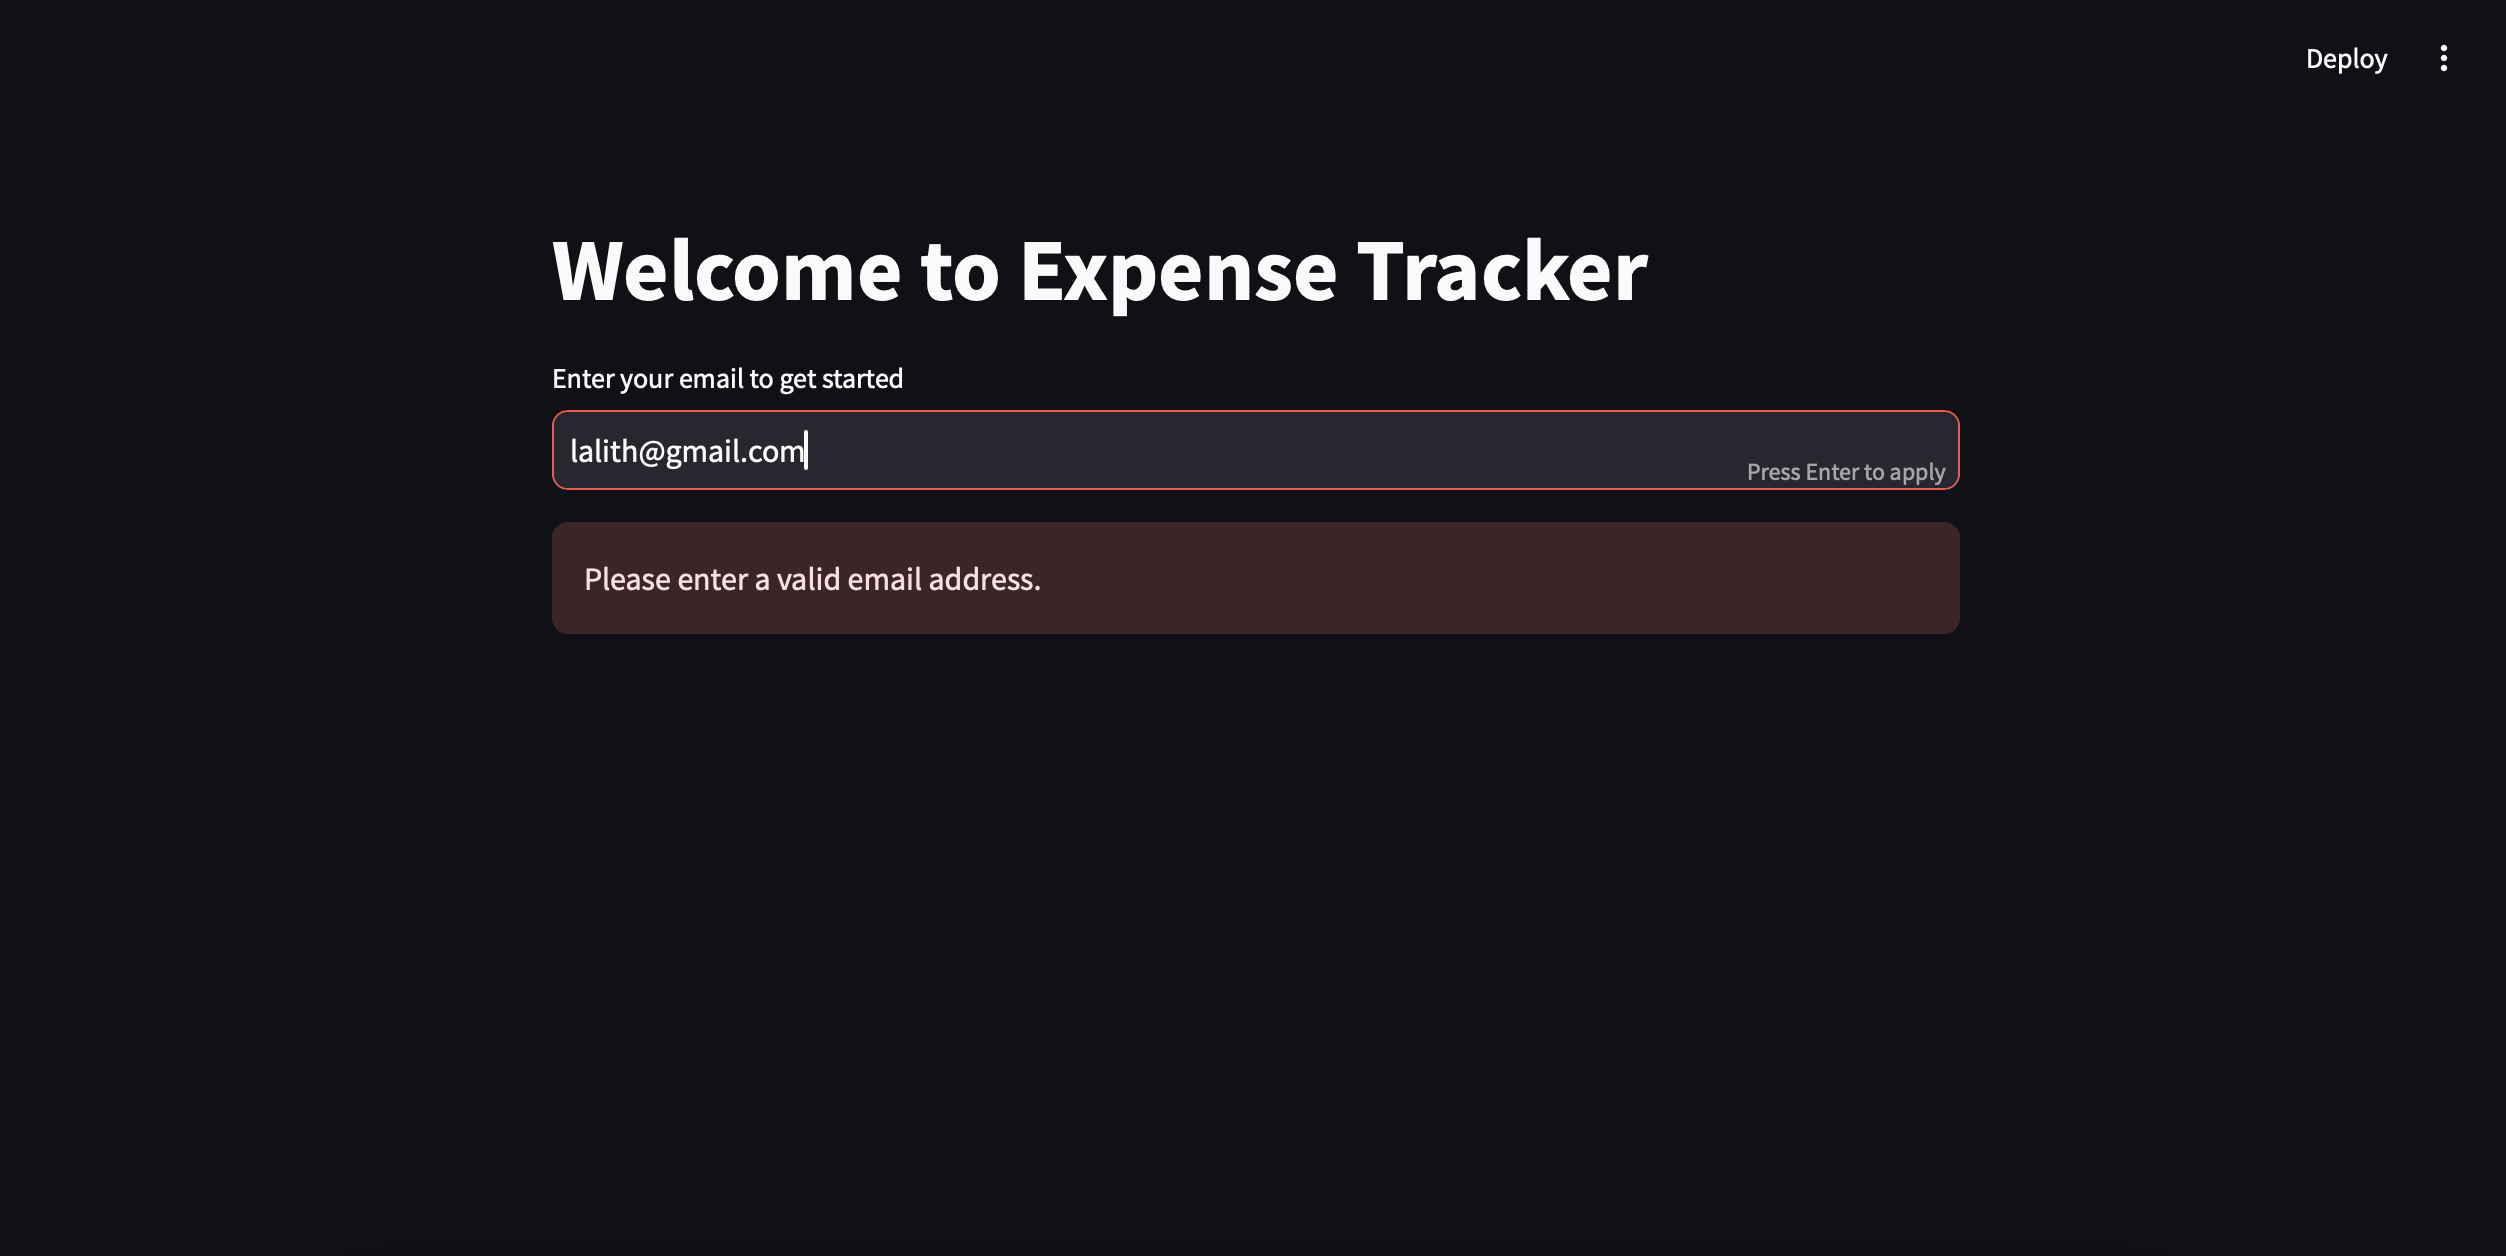 Deploy
Welcome to Expense Tracker
Enter your email to get started
lalith@gmail.com
Press Enter to apply
Please enter a valid email address.